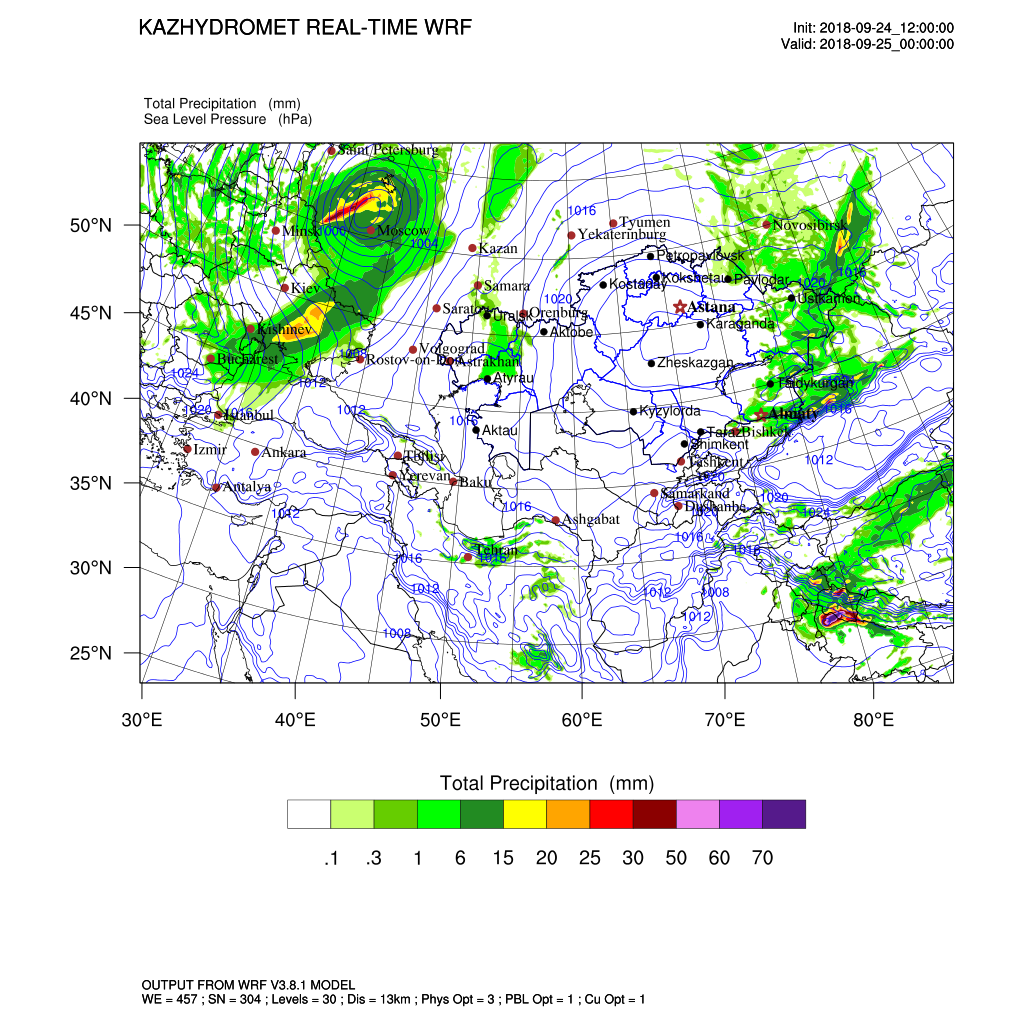 KAZHYDROMET REAL-TIME WRF
Init: 2018-09-24_12:00:00
Valid: 2018-09-25_00:00:00
Total Precipitation (mm)
Sea Level Pressure (hPa)
Saint Petersburg
50°N
Minsk
1000
Moscow
1004
Kazan
1016
Tyumen
Yekaterinburg
Novosibirsk
Petropavlovsk
Kokshetau
Pavlodar
1020
1016
Kostanay
Kiev
Samara
1020
Ustkamen
45°N
Saratov
Uralsk
Orenburg
Astana
Kishinev
Aktobe
Karaganda
Bucharest
1008
Rostov-on-Don
Volgograd
Astrakhan
Zheskazgan
1024
1012
Atyrau
Taldykurgan
40°N
1020
1016
Istanbul
1012
1016
Aktau
Kyzylorda
Almaty
1016
Taraz
Bishkek
Shimkent
Izmir
Ankara
Tbilisi
Tashkent
1012
35°N
Antalya
Yerevan
Baku
1020
Samarkand
1020
1012
1016
Ashgabat
Dushanbe
1020
1024
1016
1016
30°N
1016
Tehran
1016
1012
1012
1008
1012
25°N
1008
30°E
40°E
50°E
60°E
70°E
80°E
Total Precipitation (mm)
.1 .3 1 6 15 20 25 30 50 60 70
OUTPUT FROM WRF V3.8.1 MODEL
WE = 457 ; SN = 304 ; Levels = 30 ; Dis = 13km ; Phys Opt = 3 ; PBL Opt = 1 ; Cu Opt = 1